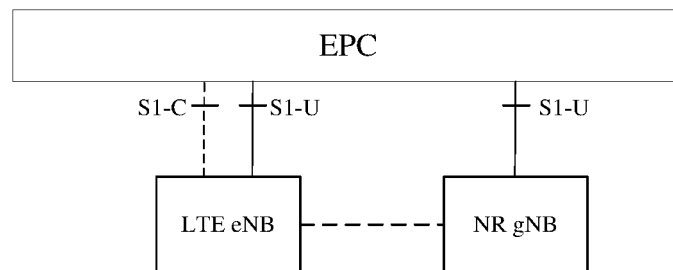 EPC
S1-C
S1-U
S1-U
LTE eNB
NR gNB